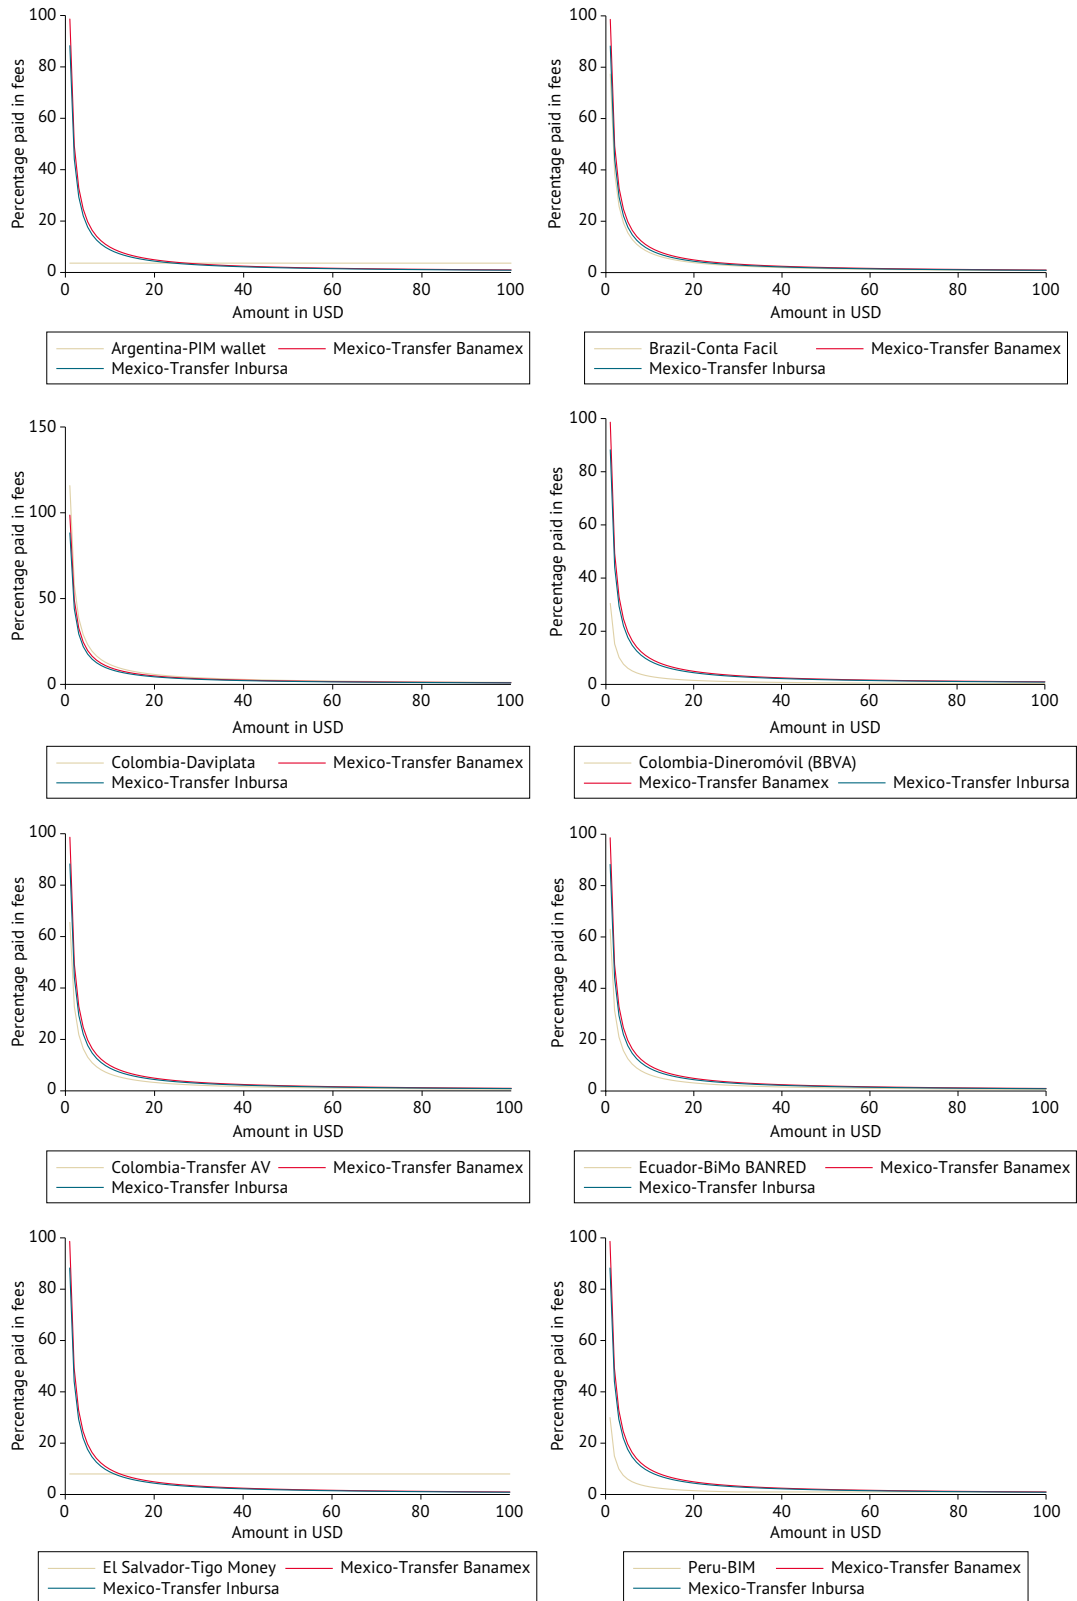 Percentage paid in fees
100
80
60
40
20
0
0 20 40 60 80 100
Amount in USD
Argentina-PIM wallet Mexico-Transfer Banamex
Mexico-Transfer Inbursa
Percentage paid in fees
100
80
60
40
20
0
0 20 40 60 80 100
Amount in USD
Brazil-Conta Facil Mexico-Transfer Banamex
Mexico-Transfer Inbursa
Percentage paid in fees
150
100
50
0
0 20 40 60 80 100
Amount in USD
Colombia-Daviplata Mexico-Transfer Banamex
Mexico-Transfer Inbursa
Percentage paid in fees
100
80
60
40
20
0
0 20 40 60 80 100
Amount in USD
Colombia-Dineromóvil (BBVA)
Mexico-Transfer Banamex Mexico-Transfer Inbursa
Percentage paid in fees
100
80
60
40
20
0
0 20 40 60 80 100
Amount in USD
Colombia-Transfer AV Mexico-Transfer Banamex
Mexico-Transfer Inbursa
Percentage paid in fees
100
80
60
40
20
0
0 20 40 60 80 100
Amount in USD
Ecuador-BiMo BANRED Mexico-Transfer Banamex
Mexico-Transfer Inbursa
Percentage paid in fees
100
80
60
40
20
0
0 20 40 60 80 100
Amount in USD
El Salvador-Tigo Money Mexico-Transfer Banamex
Mexico-Transfer Inbursa
Percentage paid in fees
100
80
60
40
20
0
0 20 40 60 80 100
Amount in USD
Peru-BIM Mexico-Transfer Banamex
Mexico-Transfer Inbursa